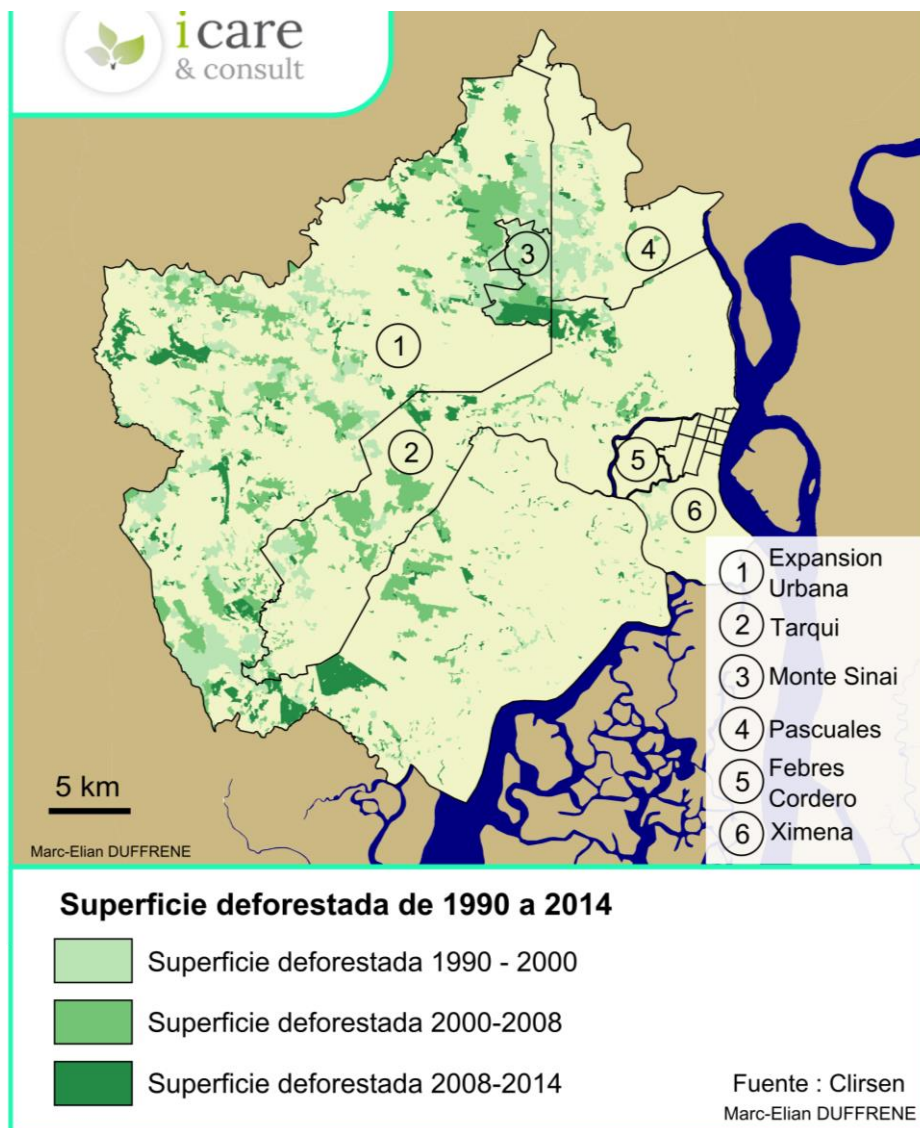 i care
& consult
3
4
1
2
5
6
1 Expansion
Urbana
2 Tarqui
3 Monte Sinai
4 Pascuales
5 Febres
Cordero
6 Ximena
5 km
Marc-Elian DUFFRENE
Superficie deforestada de 1990 a 2014
Superficie deforestada 1990 - 2000
Superficie deforestada 2000-2008
Superficie deforestada 2008-2014
Fuente : Clirsen
Marc-Elian DUFFRENE